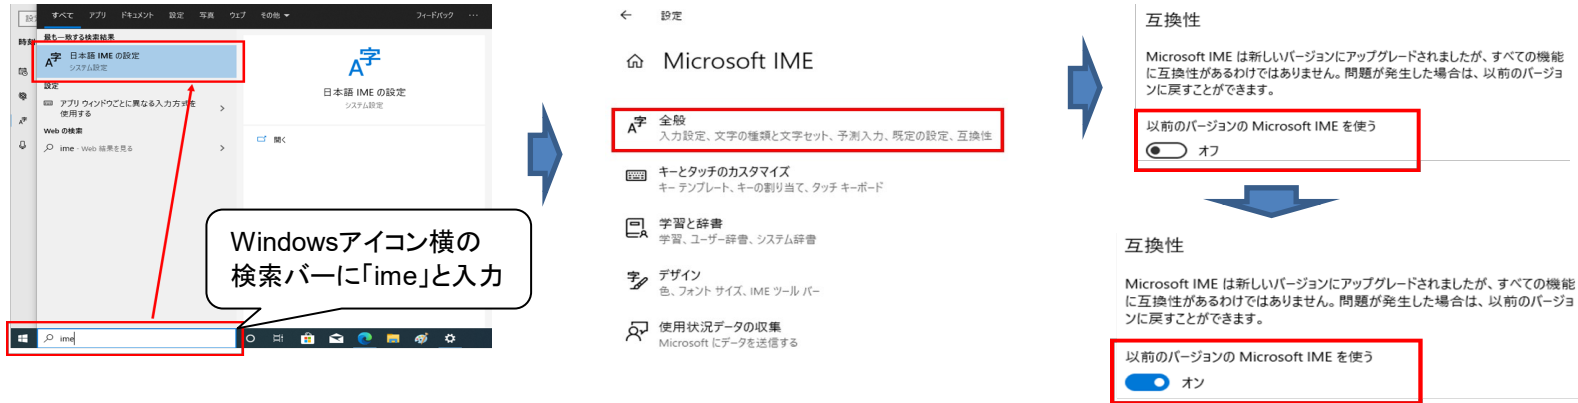 すべて アプリ ドキュメント 設定 写真 ウェブ その他 フィードバック …
最も一致する検索結果
日本語 IME の設定
システム設定
設定
アプリ ウィンドウごとに異なる入力方式を
使用する
Web の検索
ime - Web 結果を見る
日本語 IME の設定
システム設定
開く
Windowsアイコン横の
検索バーに「ime」と入力
ime
設定
Microsoft IME
全般
入力設定、文字の種類と文字セット、予測入力、既定の設定、互換性
キーとタッチのカスタマイズ
キー テンプレート、キーの割り当て、タッチ キーボード
学習と辞書
学習、ユーザー辞書、システム辞書
デザイン
色、フォント サイズ、IME ツール バー
使用状況データの収集
Microsoft にデータを送信する
互換性
Microsoft IME は新しいバージョンにアップグレードされましたが、すべての機能
に互換性があるわけではありません。問題が発生した場合は、以前のバージョ
ンに戻すことができます。
以前のバージョンの Microsoft IME を使う
オフ
互換性
Microsoft IME は新しいバージョンにアップグレードされましたが、すべての機能
に互換性があるわけではありません。問題が発生した場合は、以前のバージョ
ンに戻すことができます。
以前のバージョンの Microsoft IME を使う
オン